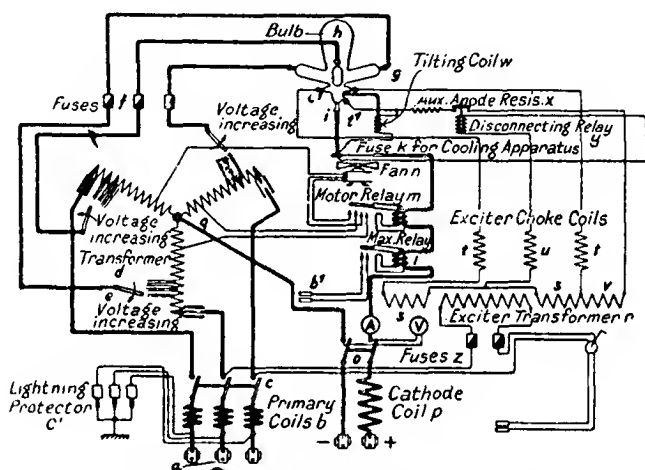 Bulb
h
g
Tilting Coil w
i
t'
Aux. Anode Resis. x
Disconnecting Relay
y
Fuses
f
Voltage
increasing
i
Fuse k for Cooling Apparatus
Fan n
Motor Relay m
Exciter Choke Coils
Voltage
increasing
q
Transformer
d
Max. Relay
l
t
u
t
e
Voltage
increasing
b'
s
s
v
A
V
Exciter Transformer r
o
Fuses z
Lightning
Protector
C'
c
Primary
Coils b
Cathode
Coil p
-
+
a